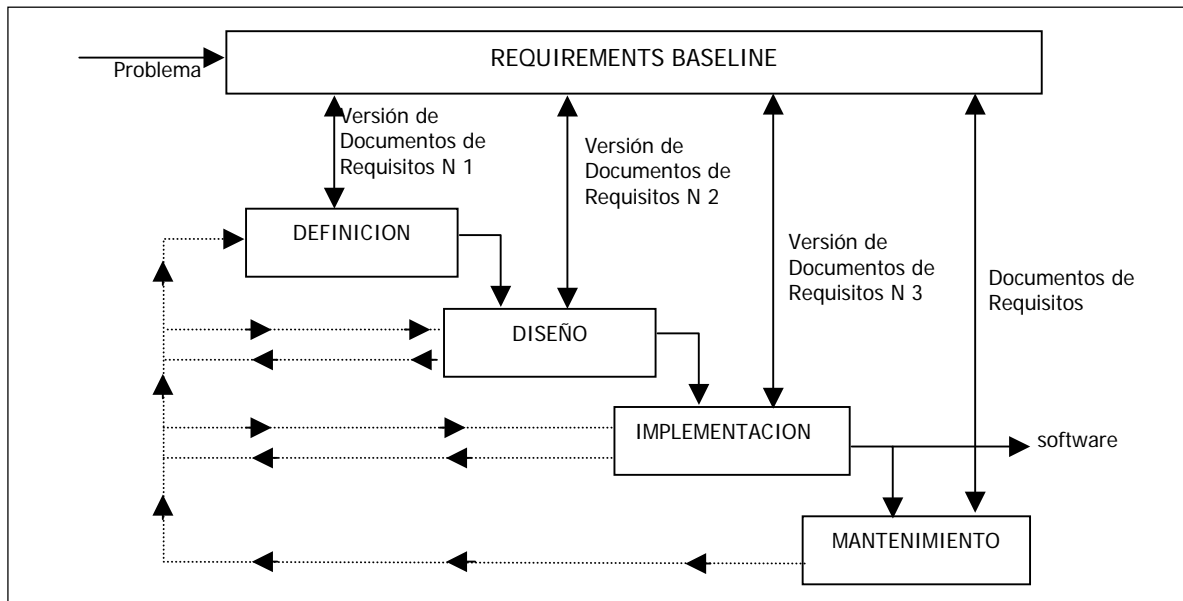 REQUIREMENTS BASELINE
Problema
Versión de
Documentos de
Requisitos N 1
Versión de
Documentos de
Requisitos N 2
Versión de
Documentos de
Requisitos N 3
Documentos de
Requisitos
DEFINICION
DISEÑO
IMPLEMENTACION
software
MANTENIMIENTO